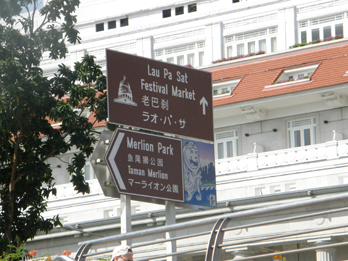 Lau Pa Sat
Festival Market
老巴刹
ラオ・パ・サ
Merlion Park
鱼尾狮公园
Taman Merlion
マーライオン公園